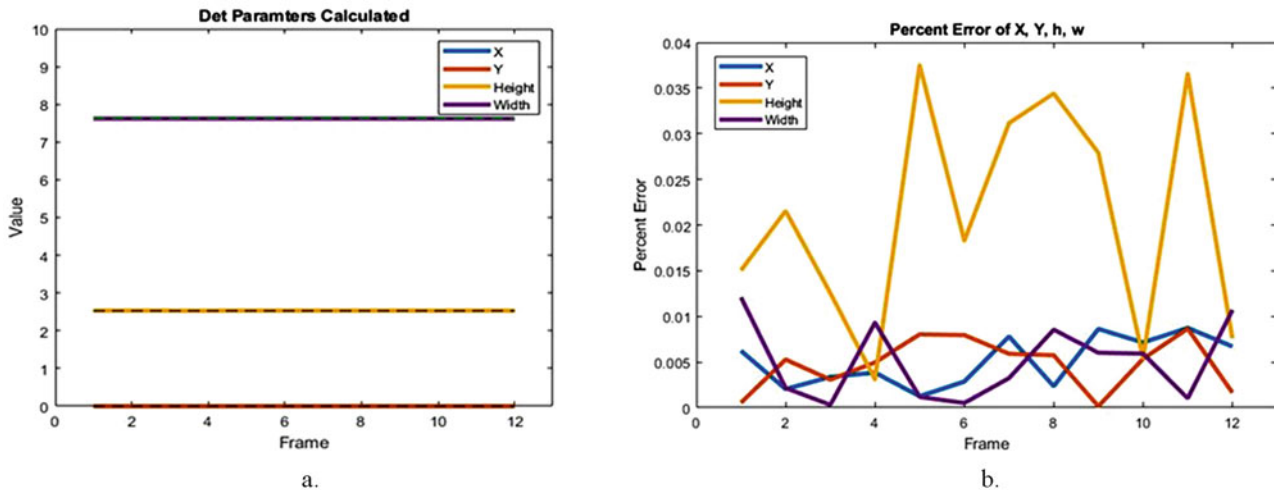 Det Paramters Calculated
10
9
8
7
6
5
4
3
2
1
0
Value
X
Y
Height
Width
0 2 4 6 8 10 12
Frame
a.
Percent Error of X, Y, h, w
0.04
0.035
0.03
0.025
0.02
0.015
0.01
0.005
0
Percent Error
X
Y
Height
Width
0 2 4 6 8 10 12
Frame
b.